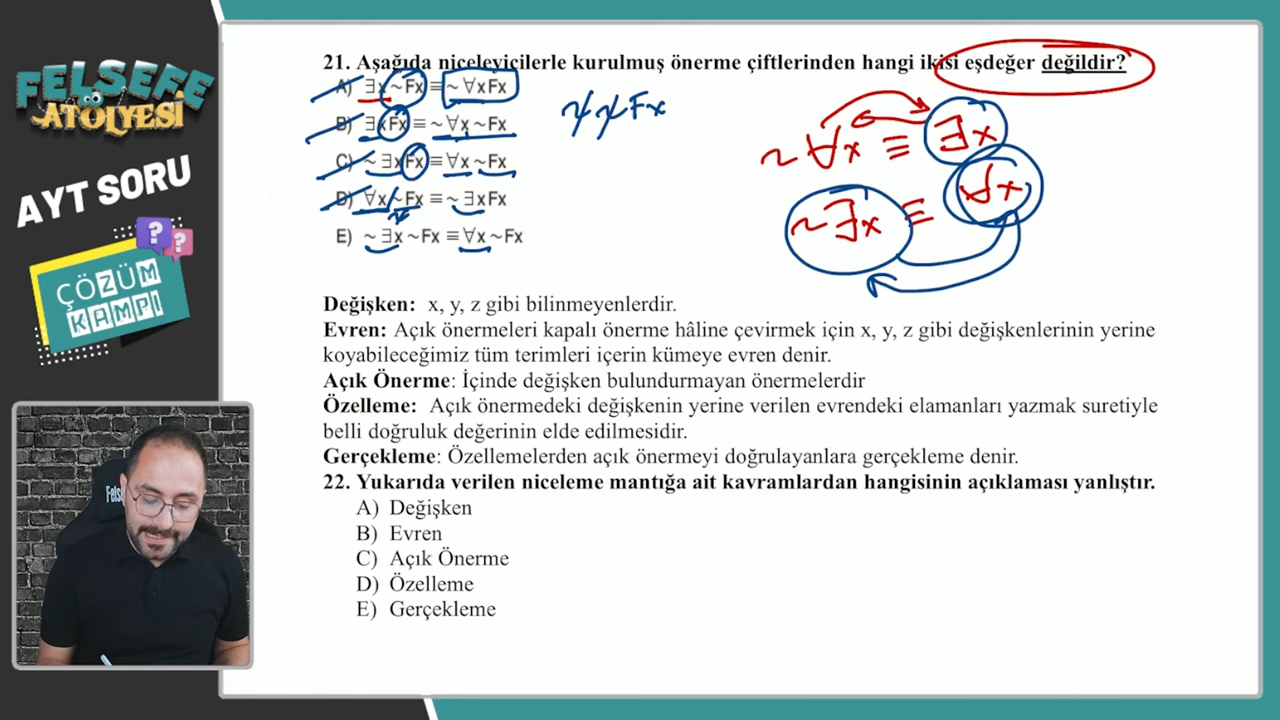 FELSEFE
ATÖLYESİ
AYT SORU
ÇÖZÜM
KAMPI
21. Aşağıda niceleyicilerle kurulmuş önerme çiftlerinden hangi ikisi eşdeğer değildir?
A) ∃x ~Fx ≡ ~ ∀xFx
B) ∃xFx ≡ ~ ∀x ~Fx
C) ~ ∃xFx ≡ ∀x ~Fx
D) ∀x ~Fx ≡ ~ ∃xFx
E) ~ ∃x ~Fx ≡ ∀x ~Fx
~ ~ Fx
~ ∀x ≡ ∃x
~ ∃x ≡ ∀x
Değişken: x, y, z gibi bilinmeyenlerdir.
Evren: Açık önermeleri kapalı önerme hâline çevirmek için x, y, z gibi değişkenlerinin yerine
koyabileceğimiz tüm terimleri içerin kümeye evren denir.
Açık Önerme: İçinde değişken bulundurmayan önermelerdir
Özelleme: Açık önermedeki değişkenin yerine verilen evrendeki elamanları yazmak suretiyle
belli doğruluk değerinin elde edilmesidir.
Gerçekleme: Özellemelerden açık önermeyi doğrulayanlara gerçekleme denir.
22. Yukarıda verilen niceleme mantığa ait kavramlardan hangisinin açıklaması yanlıştır.
A) Değişken
B) Evren
C) Açık Önerme
D) Özelleme
E) Gerçekleme